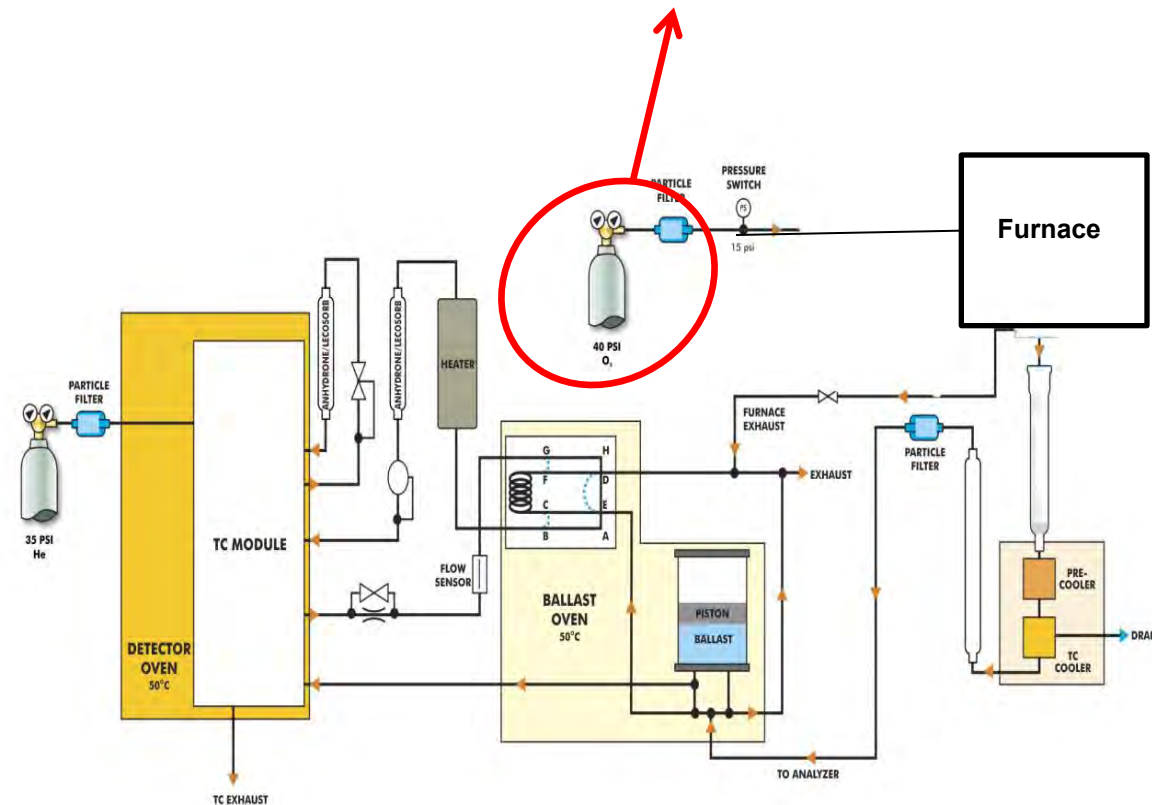 PARTICLE
FILTER
PRESSURE
SWITCH
PS
15 psi
Furnace
40 PSI
O₂
ANHYDRONE/LECOSORB
ANHYDRONE/LECOSORB
HEATER
PARTICLE
FILTER
35 PSI
He
TC MODULE
DETECTOR
OVEN
50°C
TC EXHAUST
FLOW
SENSOR
G
H
F
D
C
E
B
A
BALLAST
OVEN
50°C
PISTON
BALLAST
FURNACE
EXHAUST
EXHAUST
PARTICLE
FILTER
PRE-
COOLER
TC
COOLER
DRAI
TO ANALYZER